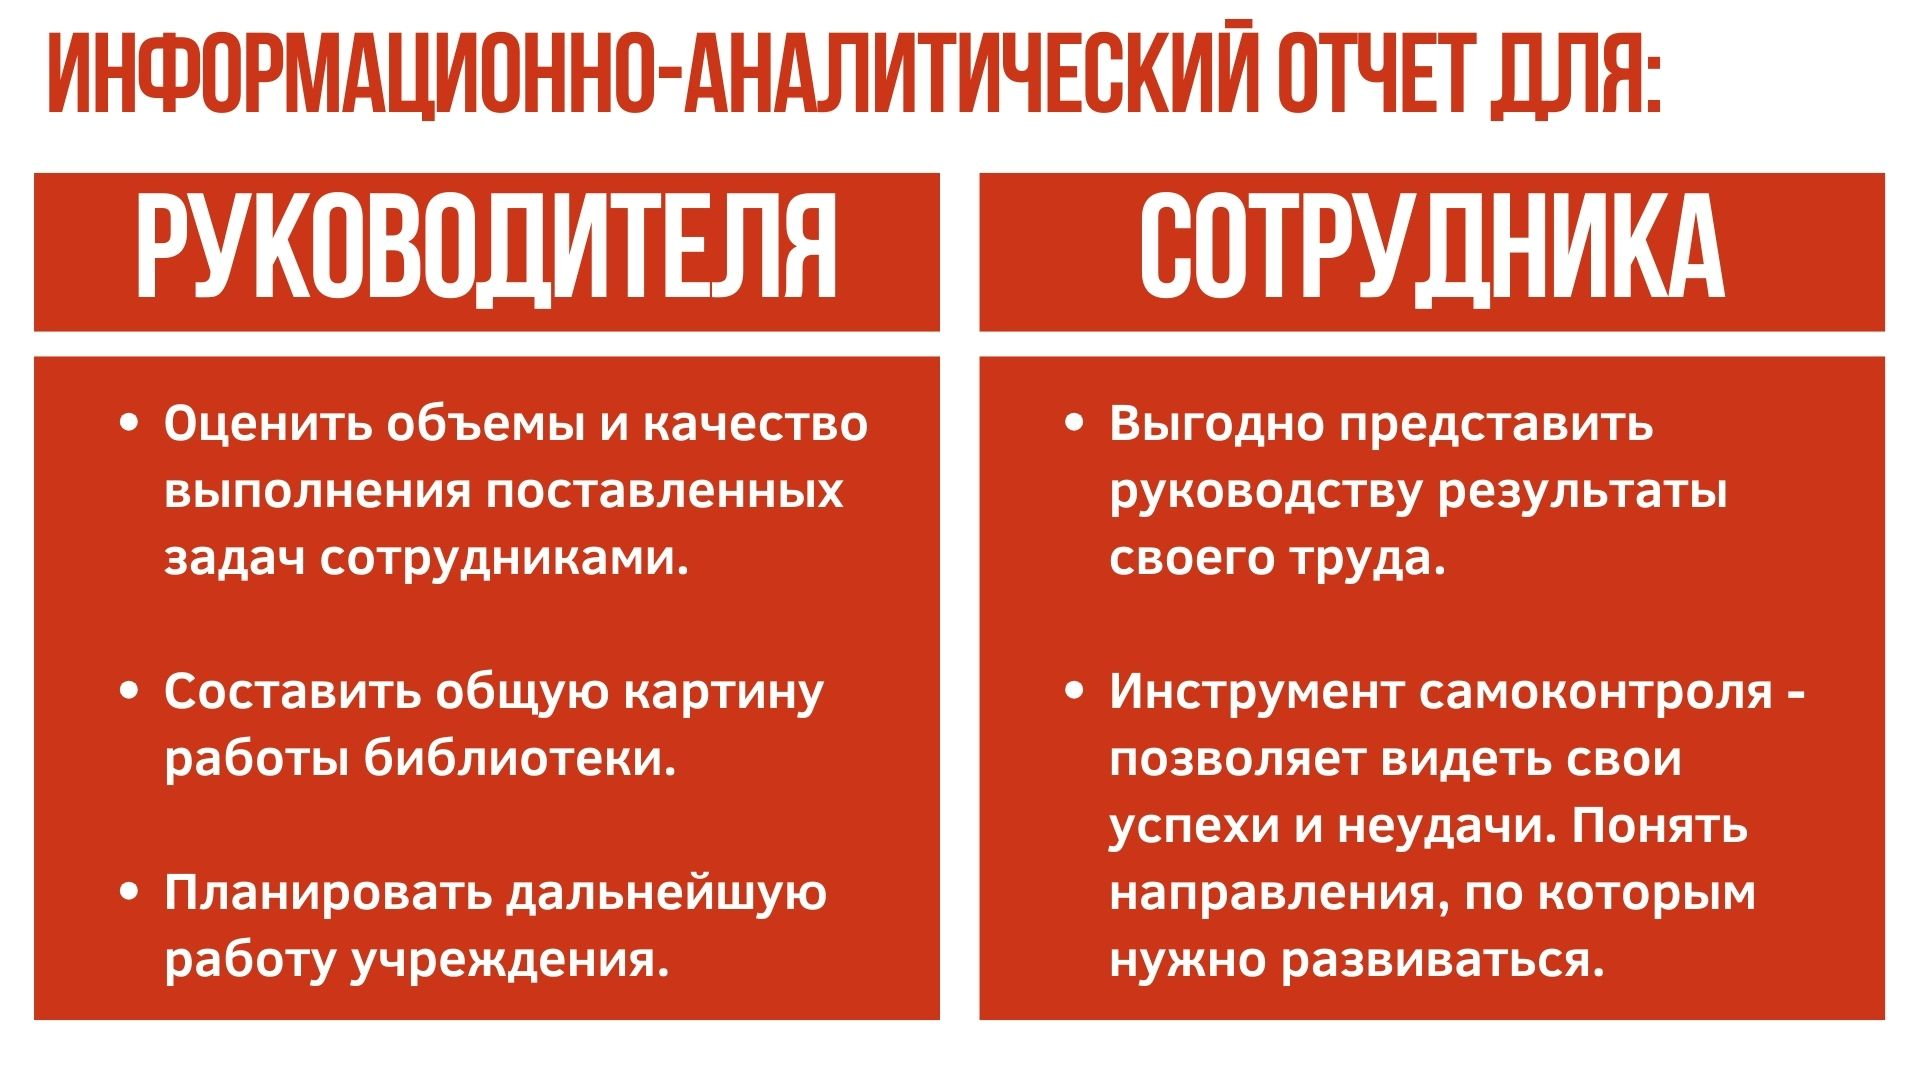 ИНФОРМАЦИОННО-АНАЛИТИЧЕСКИЙ ОТЧЕТ ДЛЯ:
РУКОВОДИТЕЛЯ
• Оценить объемы и качество
выполнения поставленных
задач сотрудниками.
• Составить общую картину
работы библиотеки.
• Планировать дальнейшую
работу учреждения.
СОТРУДНИКА
• Выгодно представить
руководству результаты
своего труда.
• Инструмент самоконтроля -
позволяет видеть свои
успехи и неудачи. Понять
направления, по которым
нужно развиваться.